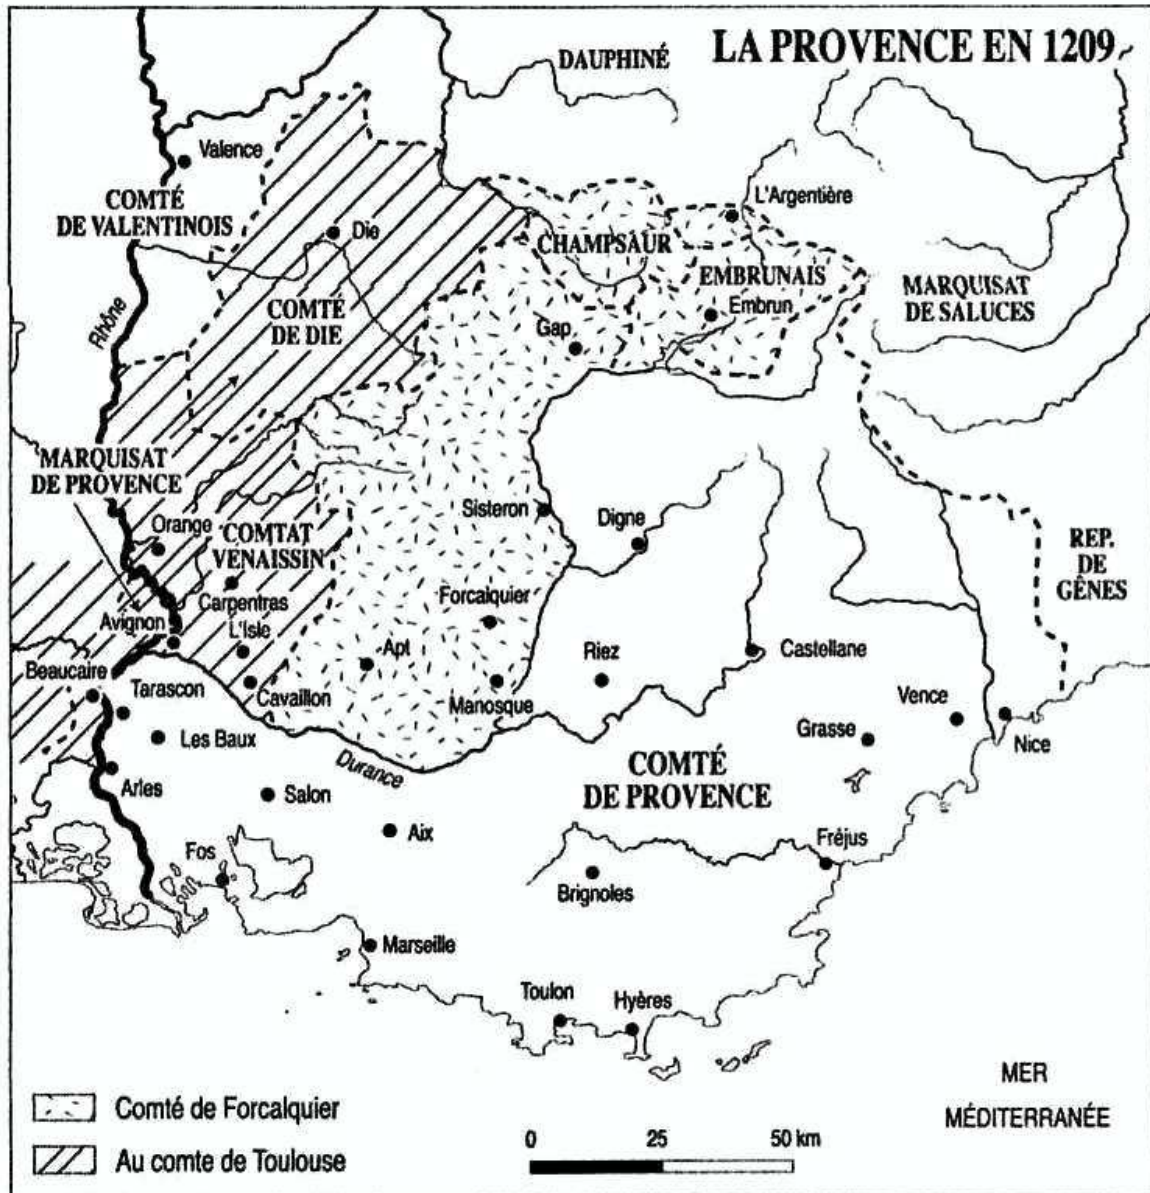 LA PROVENCE EN 1209
DAUPHINÉ
Valence
COMTÉ
DE VALENTINOIS
L'Argentière
Die
CHAMPSAUR
EMBRUNAIS
MARQUISAT
DE SALUCES
Rhône
COMTÉ
DE DIE
Embrun
Gap
MARQUISAT
DE PROVENCE
Sisteron
Digne
Orange
COMTAT
VENAISSIN
REP.
DE
GÊNES
Carpentras
Forcalquier
Avignon
L'Isle
Apt
Riez
Castellane
Beaucaire
Tarascon
Cavaillon
Manosque
Vence
Grasse
Nice
Les Baux
Durance
COMTÉ
DE PROVENCE
Arles
Salon
Aix
Fréjus
Fos
Brignoles
Marseille
Toulon
Hyères
MER
MÉDITERRANÉE
Comté de Forcalquier
Au comte de Toulouse
0 25 50 km